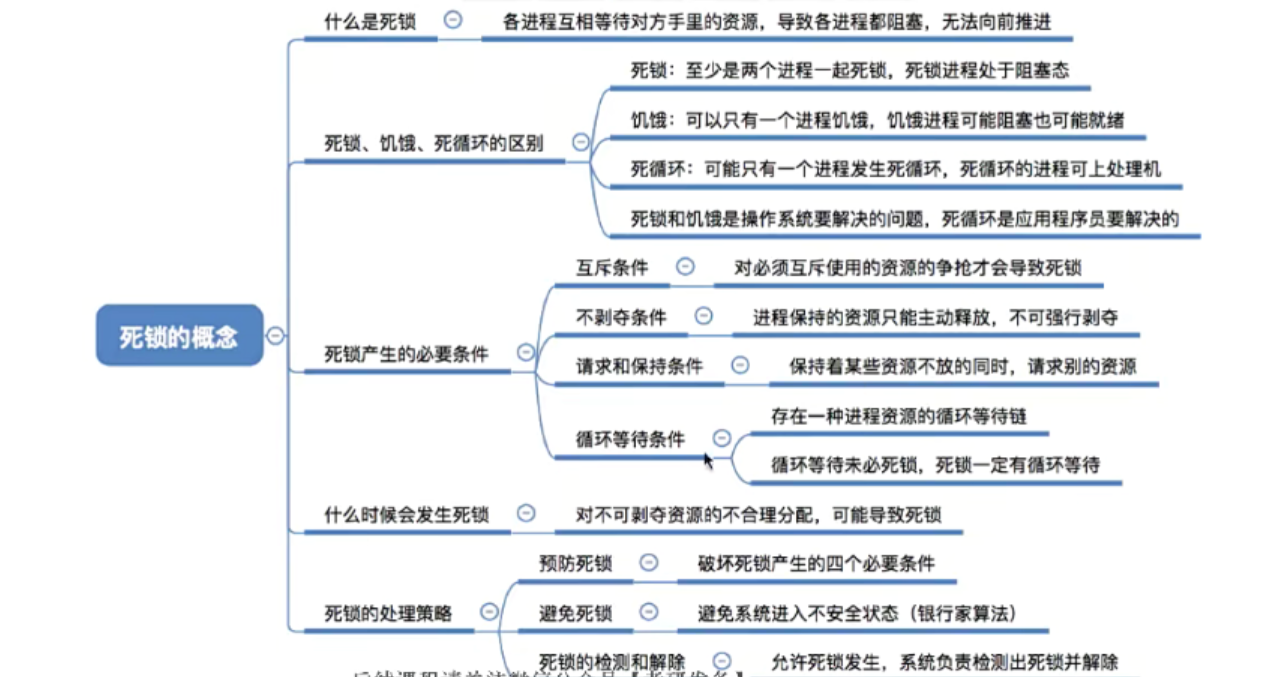 什么是死锁
各进程互相等待对方手里的资源，导致各进程都阻塞，无法向前推进
死锁、饥饿、死循环的区别
死锁：至少是两个进程一起死锁，死锁进程处于阻塞态
饥饿：可以只有一个进程饥饿，饥饿进程可能阻塞也可能就绪
死循环：可能只有一个进程发生死循环，死循环的进程可上处理机
死锁和饥饿是操作系统要解决的问题，死循环是应用程序员要解决的
死锁的概念
死锁产生的必要条件
互斥条件
对必须互斥使用的资源的争抢才会导致死锁
不剥夺条件
进程保持的资源只能主动释放，不可强行剥夺
请求和保持条件
保持着某些资源不放的同时，请求别的资源
循环等待条件
存在一种进程资源的循环等待链
循环等待未必死锁，死锁一定有循环等待
什么时候会发生死锁
对不可剥夺资源的不合理分配，可能导致死锁
死锁的处理策略
预防死锁
破坏死锁产生的四个必要条件
避免死锁
避免系统进入不安全状态（银行家算法）
死锁的检测和解除
允许死锁发生，系统负责检测出死锁并解除